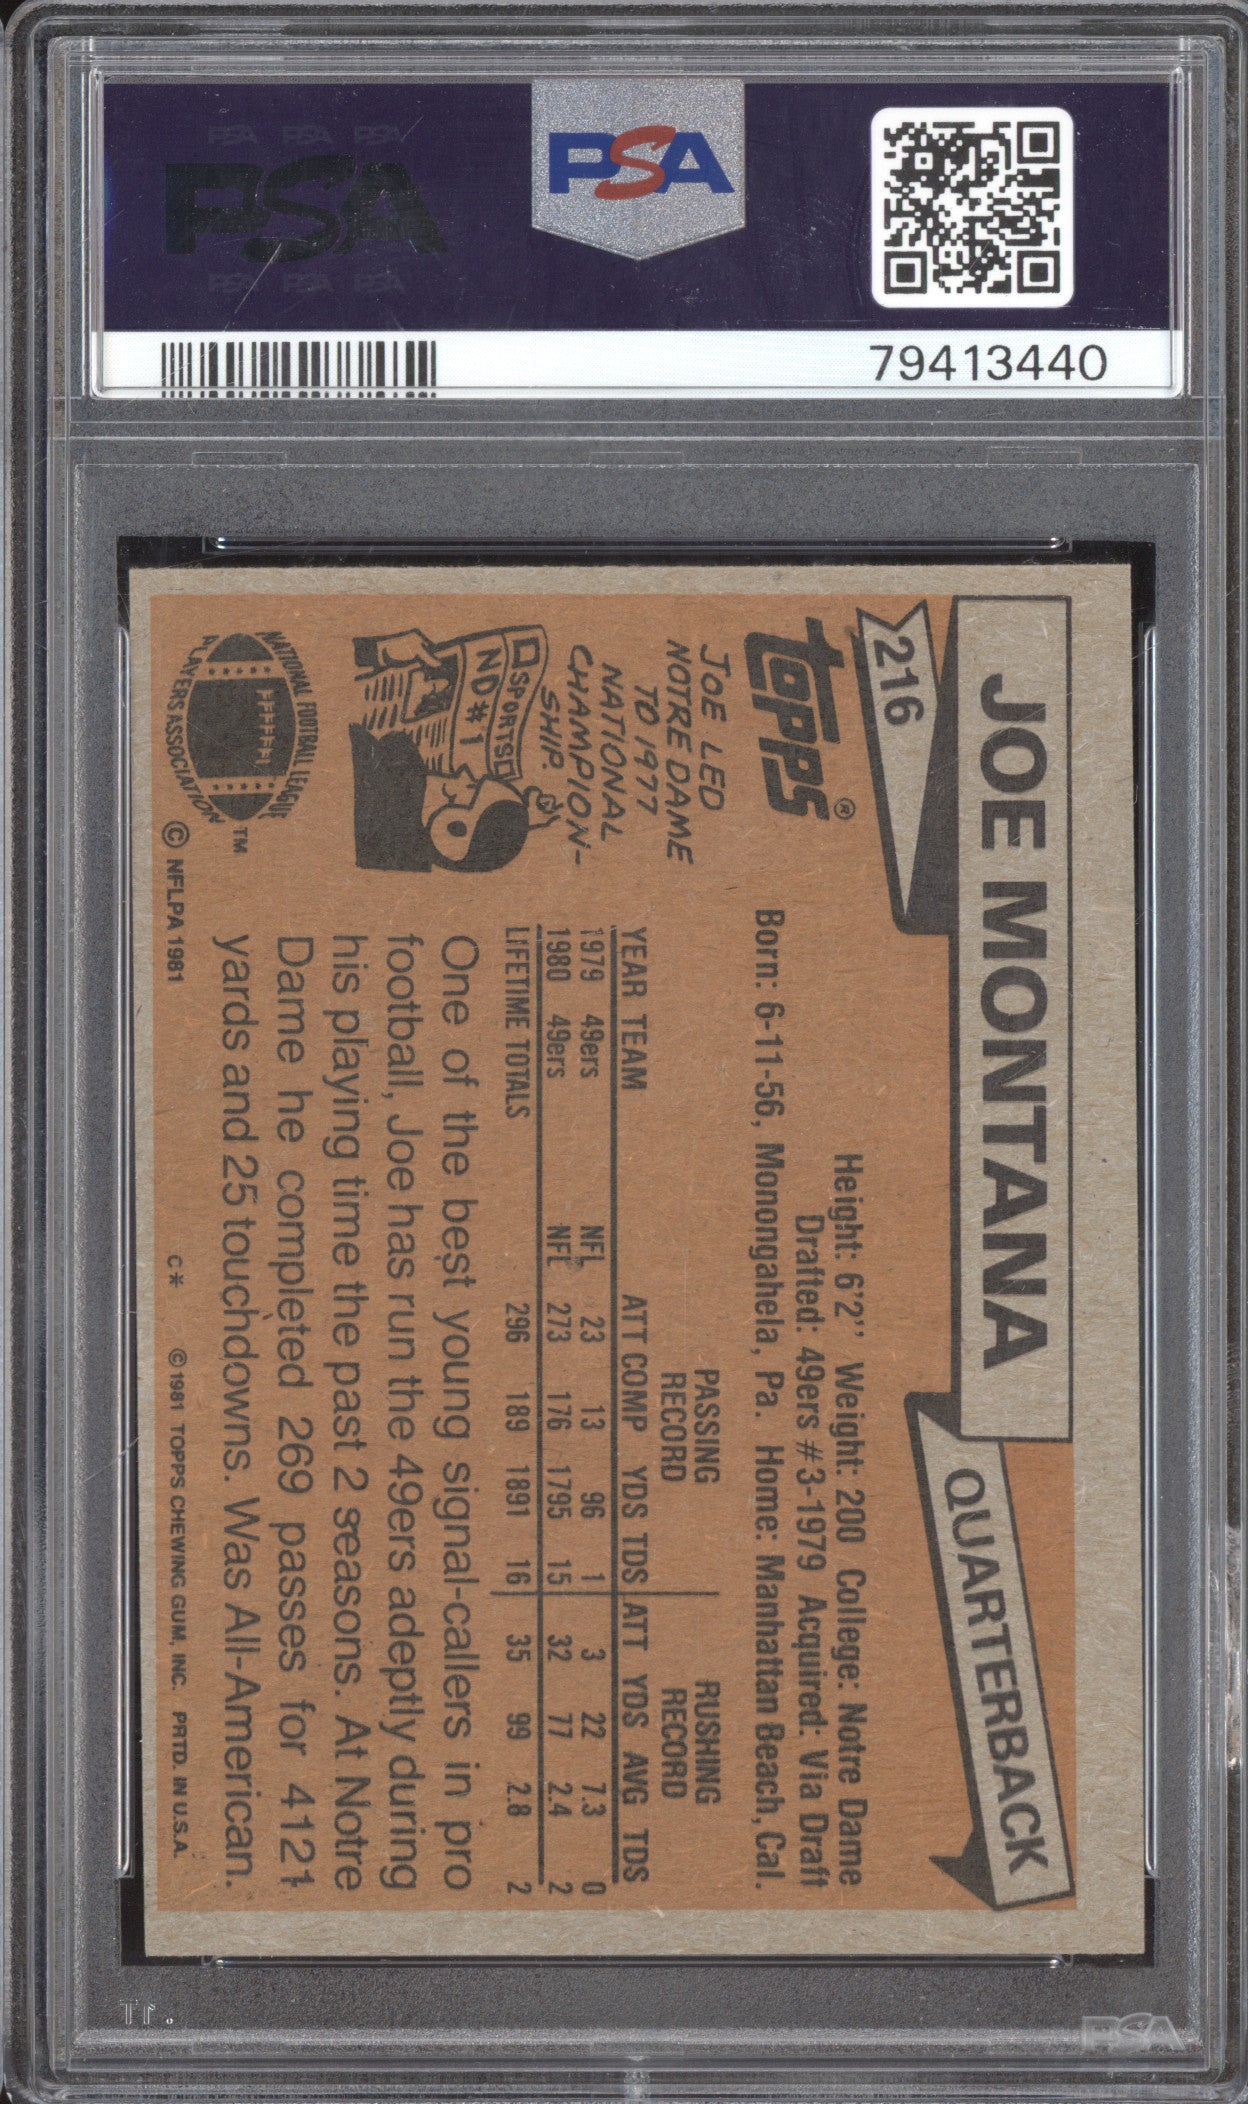 PSA PSA PSA
PSA
PSA PSA PSA
PSA
79413440
JOE MONTANA
QUARTERBACK
216
TOPPS®
Height: 6'2" Weight: 200 College: Notre Dame
Drafted: 49ers #3-1979 Acquired: Via Draft
Born: 6-11-56, Monongahela, Pa. Home: Manhattan Beach, Cal.
JOE LED
NOTRE DAME
TO 1977
NATIONAL
CHAMPION-
SHIP.
SPORTS
ND #1
PASSING RUSHING
RECORD RECORD
YEAR TEAM ATT COMP YDS TDS ATT YDS AVG TDS
1979 49ers NFL 23 13 96 1 3 22 7.3 0
1980 49ers NFL 273 176 1795 15 32 77 2.4 2
LIFETIME TOTALS 296 189 1891 16 35 99 2.8 2
One of the best young signal-callers in pro
football, Joe has run the 49ers adeptly during
his playing time the past 2 seasons. At Notre
Dame he completed 269 passes for 4121
yards and 25 touchdowns. Was All-American.
NATIONAL FOOTBALL LEAGUE
PLAYERS ASSOCIATION
TM
© NFLPA 1981
C*
© 1981 TOPPS CHEWING GUM, INC. PRTD. IN U.S.A.
PSA